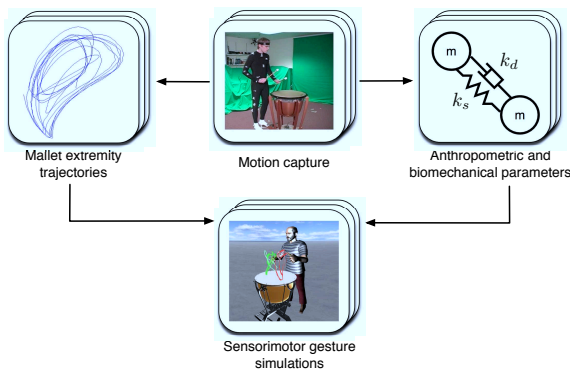 m
k_d
k_s
m
Mallet extremity
trajectories
Motion capture
Anthropometric and
biomechanical parameters
Sensorimotor gesture
simulations